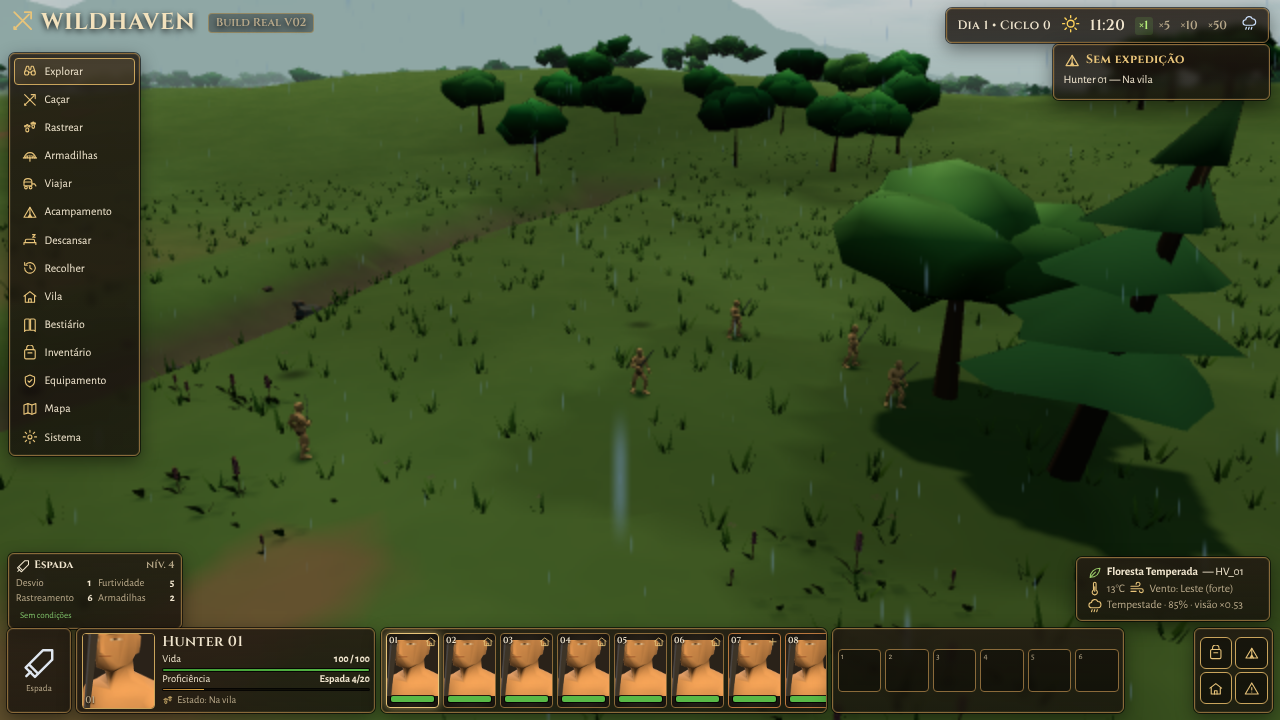 WILDHAVEN
BUILD REAL V02
DIA 1 • CICLO 0 11:20 ×1 ×5 ×10 ×50
SEM EXPEDIÇÃO
Hunter 01 — Na vila
Explorar
Caçar
Rastrear
Armadilhas
Viajar
Acampamento
Descansar
Recolher
Vila
Bestiário
Inventário
Equipamento
Mapa
Sistema
ESPADA NÍV. 4
Desvio 1 Furtividade 5
Rastreamento 6 Armadilhas 2
Sem condições
Floresta Temperada — HV_01
13°C Vento: Leste (forte)
Tempestade · 85% · visão ×0.53
Espada
01
HUNTER 01
Vida 100 / 100
Proficiência Espada 4/20
Estado: Na vila
01 02 03 04 05 06 07 08
1 2 3 4 5 6